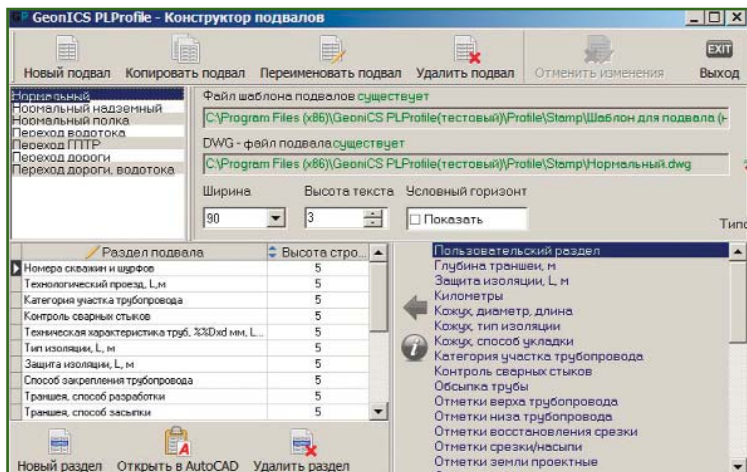 GeonICS PLProfile - Конструктор подвалов
Новый подвал Копировать подвал Переименовать подвал Удалить подвал Отменить изменения Выход
EXIT
Нормальный
Нормальный надземный
Нормальный полка
Переход водотока
Переход ГПТР
Переход дороги
Переход дороги, водотока
Файл шаблона подвалов существует
C:\Program Files (x86)\GeoniCS PLProfile(тестовый)\Profile\Stamp\Шаблон для подвала (н
DWG - файл подвала существует
C:\Program Files (x86)\GeoniCS PLProfile(тестовый)\Profile\Stamp\Нормальный.dwg
Ширина Высота текста Условный горизонт
90 3 Показать
Типо
Раздел подвала Высота стро...
Номера скважин и шурфов 5
Технологический проезд, L,м 5
Категория участка трубопровода 5
Контроль сварных стыков 5
Техническая характеристика труб, %%Dxd мм, L... 5
Тип изоляции, L, м 5
Защита изоляции, L, м 5
Способ закрепления трубопровода 5
Траншея, способ разработки 5
Траншея, способ засыпки 5
Новый раздел Открыть в AutoCAD Удалить раздел
Пользовательский раздел
Глубина траншеи, м
Защита изоляции, L, м
Километры
Кожух, диаметр, длина
Кожух, тип изоляции
Кожух, способ укладки
Категория участка трубопровода
Контроль сварных стыков
Обсыпка трубы
Отметки верха трубопровода
Отметки низа трубопровода
Отметки восстановления срезки
Отметки срезки/насыпи
Отметки земли проектные